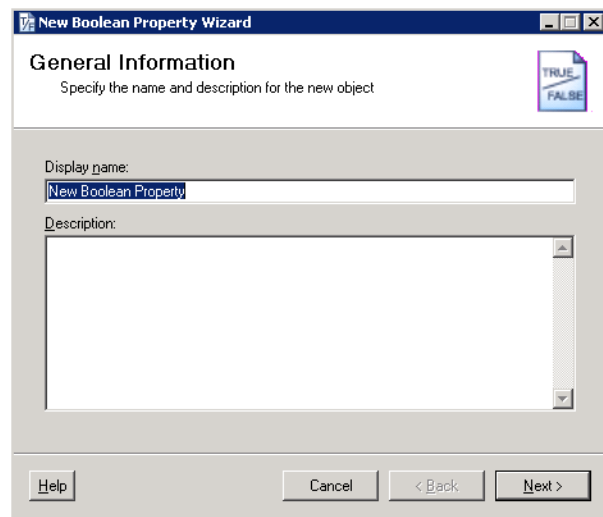 New Boolean Property Wizard
General Information
Specify the name and description for the new object
TRUE
FALSE
Display name:
New Boolean Property
Description:
Help
Cancel
< Back
Next >